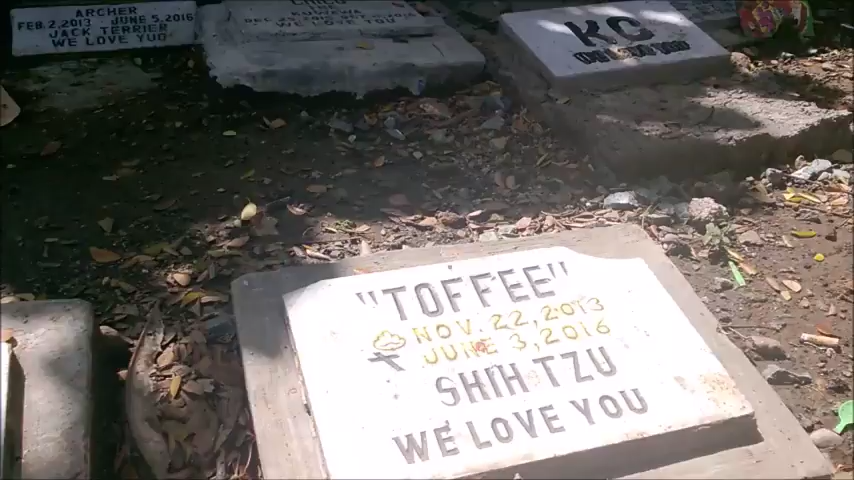 ARCHER
FEB.2,2013 JUNE 5,2016
JACK TERRIER
WE LOVE YUO
KC
"TOFFEE"
NOV. 22, 2013
JUNE 3, 2016
SHIH TZU
WE LOVE YOU